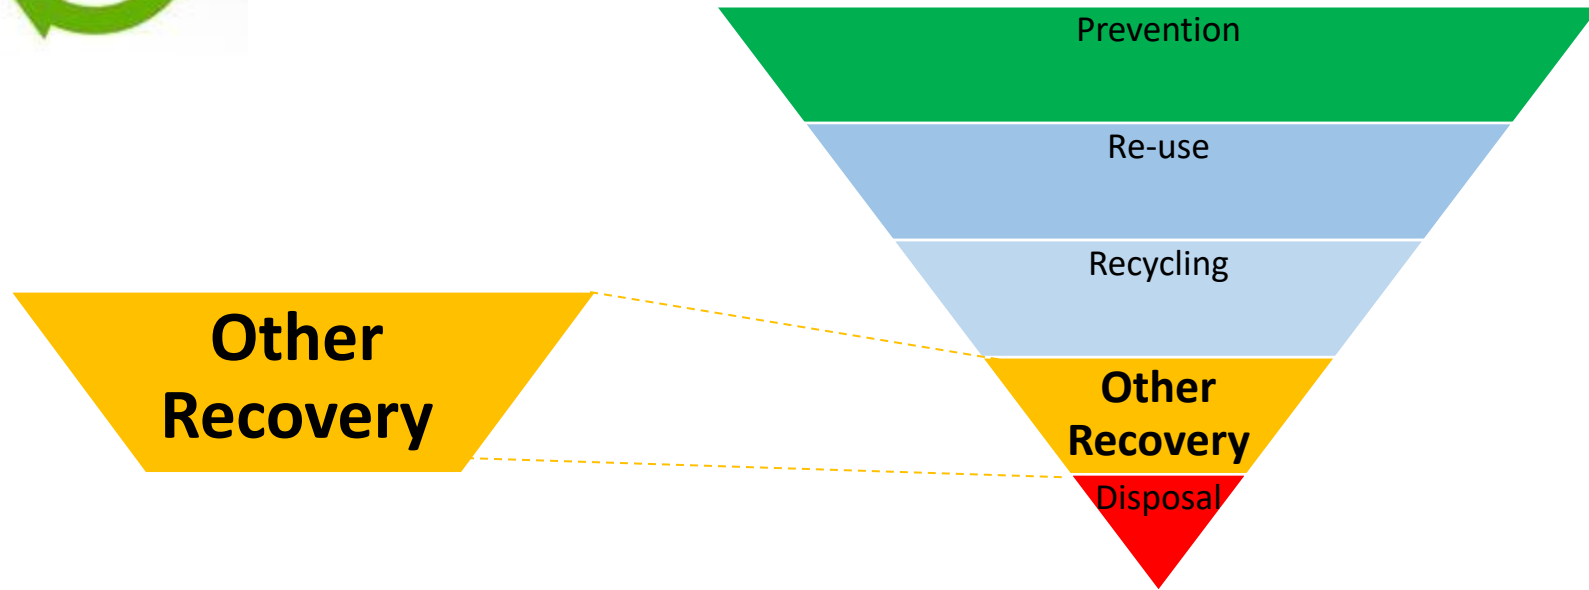 Prevention
Re-use
Recycling
Other
Recovery
Other
Recovery
Disposal